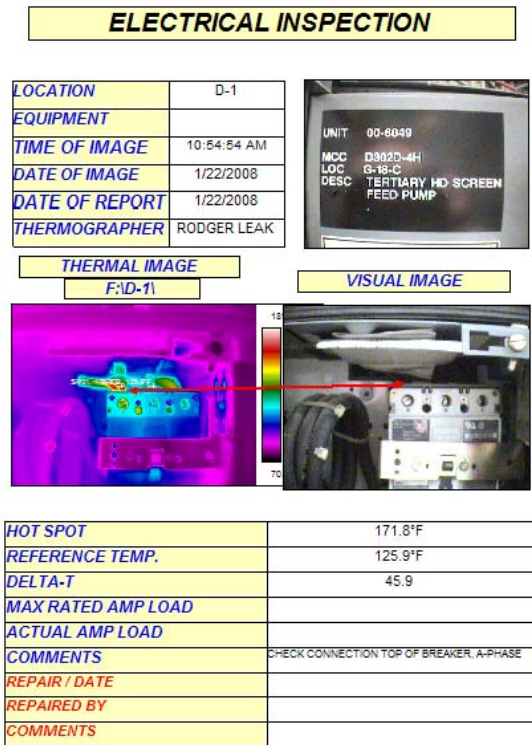 ELECTRICAL INSPECTION
LOCATION D-1
EQUIPMENT
TIME OF IMAGE 10:54:54 AM
DATE OF IMAGE 1/22/2008
DATE OF REPORT 1/22/2008
THERMOGRAPHER RODGER LEAK
UNIT 00-6049
MCC D302D-4H
LOC G-18-C
DESC TERTIARY HD SCREEN
FEED PUMP
THERMAL IMAGE
F:\D-1\
VISUAL IMAGE
70
HOT SPOT 171.8°F
REFERENCE TEMP. 125.9°F
DELTA-T 45.9
MAX RATED AMP LOAD
ACTUAL AMP LOAD
COMMENTS CHECK CONNECTION TOP OF BREAKER, A-PHASE
REPAIR / DATE
REPAIRED BY
COMMENTS